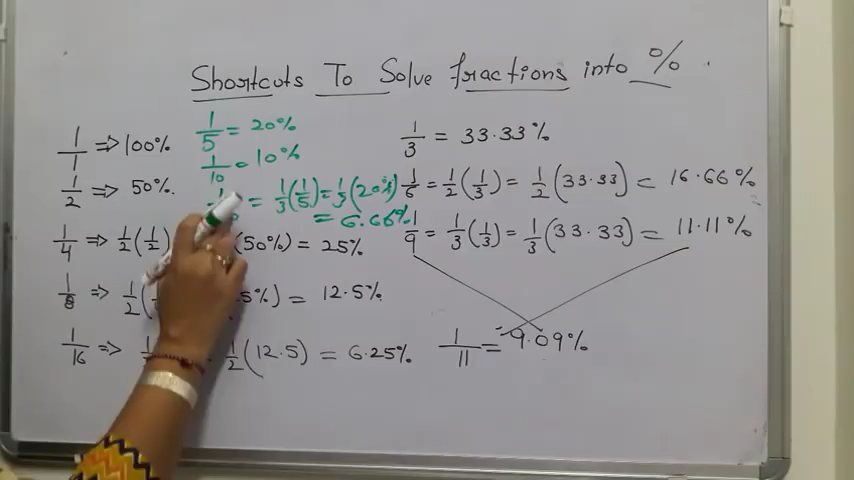 Shortcuts To Solve fractions into % .
1/1 => 100%
1/2 => 50%.
1/4 => 1/2(1/2) (50%) = 25%
1/8 => 1/2( 5%) = 12.5%
1/16 => 1/2(12.5) = 6.25%
1/5 = 20%
1/10 = 10%
= 1/3(1/5) = 1/3(20%)
= 6.66%
1/3 = 33.33%
1/6 = 1/2(1/3) = 1/2(33.33) = 16.66%
1/9 = 1/3(1/3) = 1/3(33.33) = 11.11%
1/11 = 9.09%